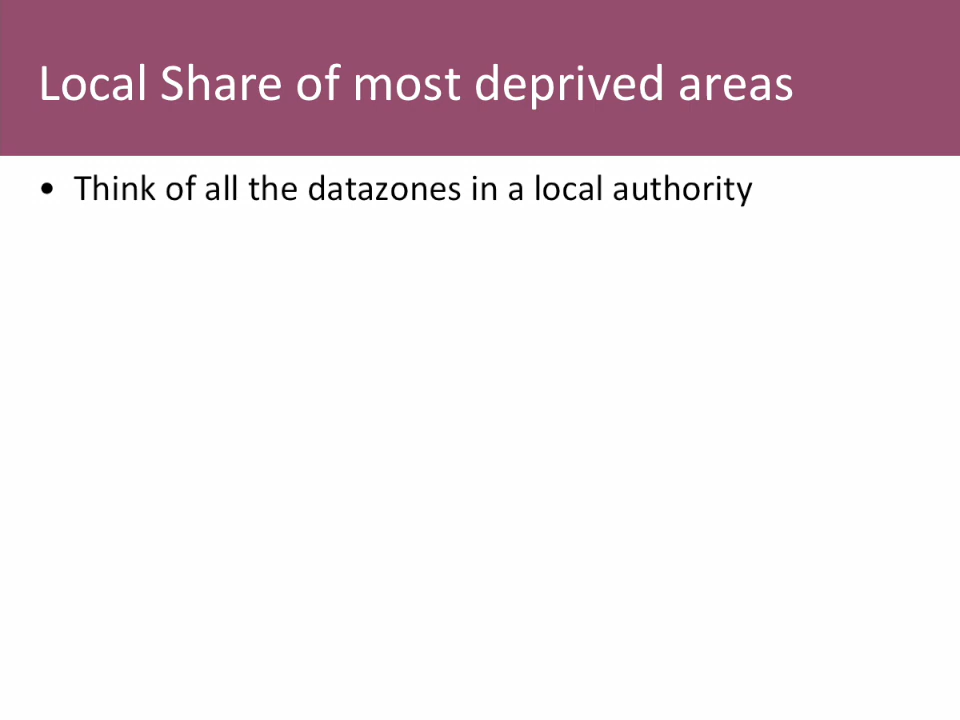 Local Share of most deprived areas
• Think of all the datazones in a local authority